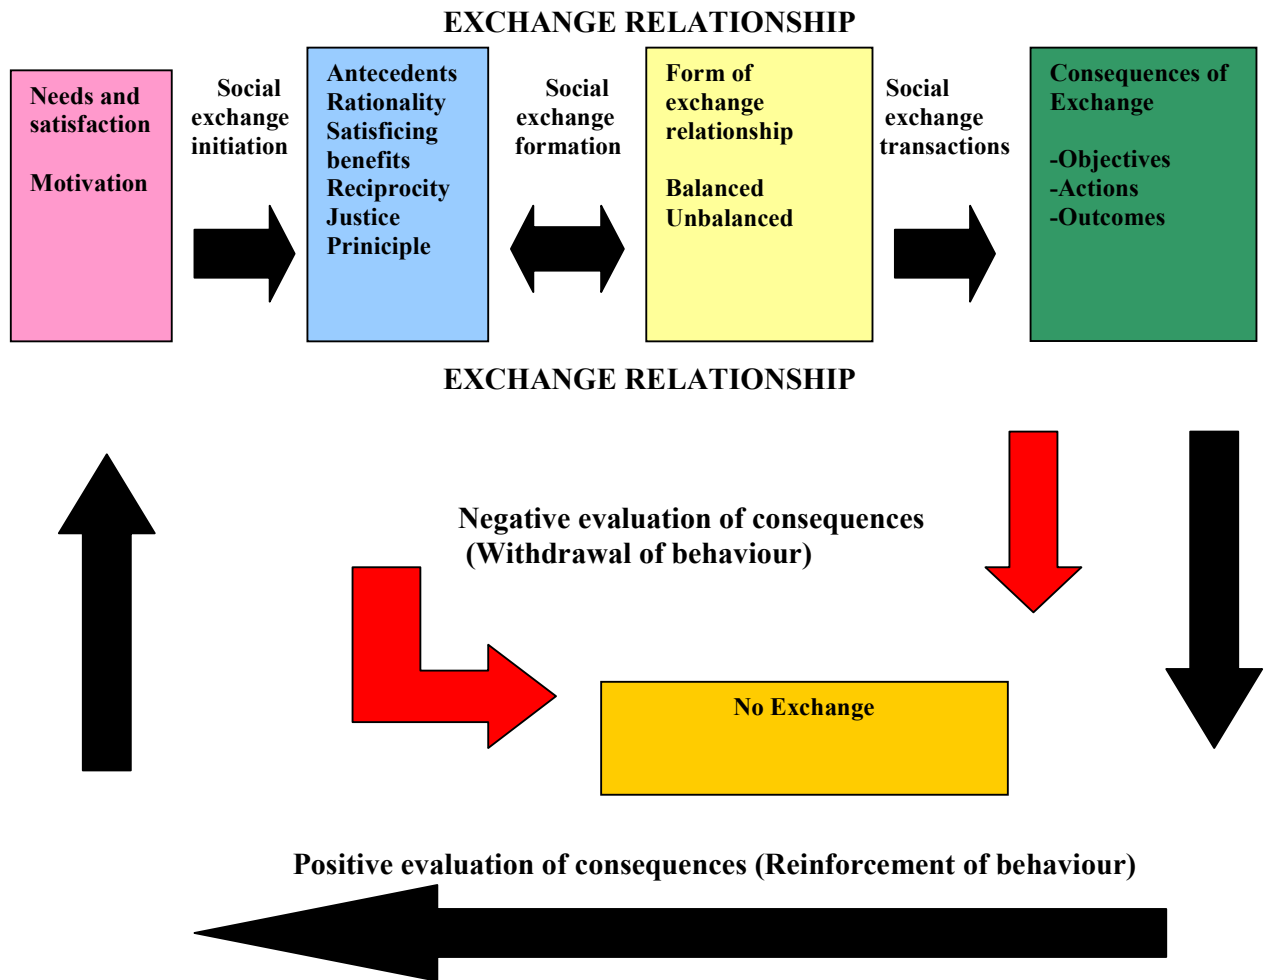 EXCHANGE RELATIONSHIP
Needs and
satisfaction
Motivation
Social
exchange
initiation
Antecedents
Rationality
Satisficing
benefits
Reciprocity
Justice
Priniciple
Social
exchange
formation
Form of
exchange
relationship
Balanced
Unbalanced
Social
exchange
transactions
Consequences of
Exchange
-Objectives
-Actions
-Outcomes
EXCHANGE RELATIONSHIP
Negative evaluation of consequences
(Withdrawal of behaviour)
No Exchange
Positive evaluation of consequences (Reinforcement of behaviour)